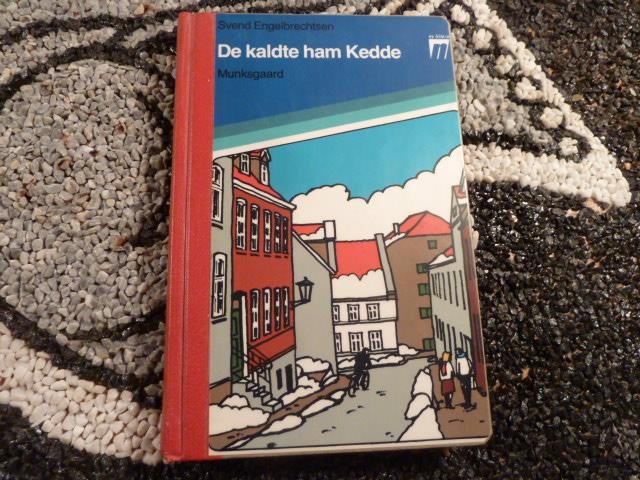 Svend Engelbrechtsen
De kaldte ham Kedde
Munksgaard